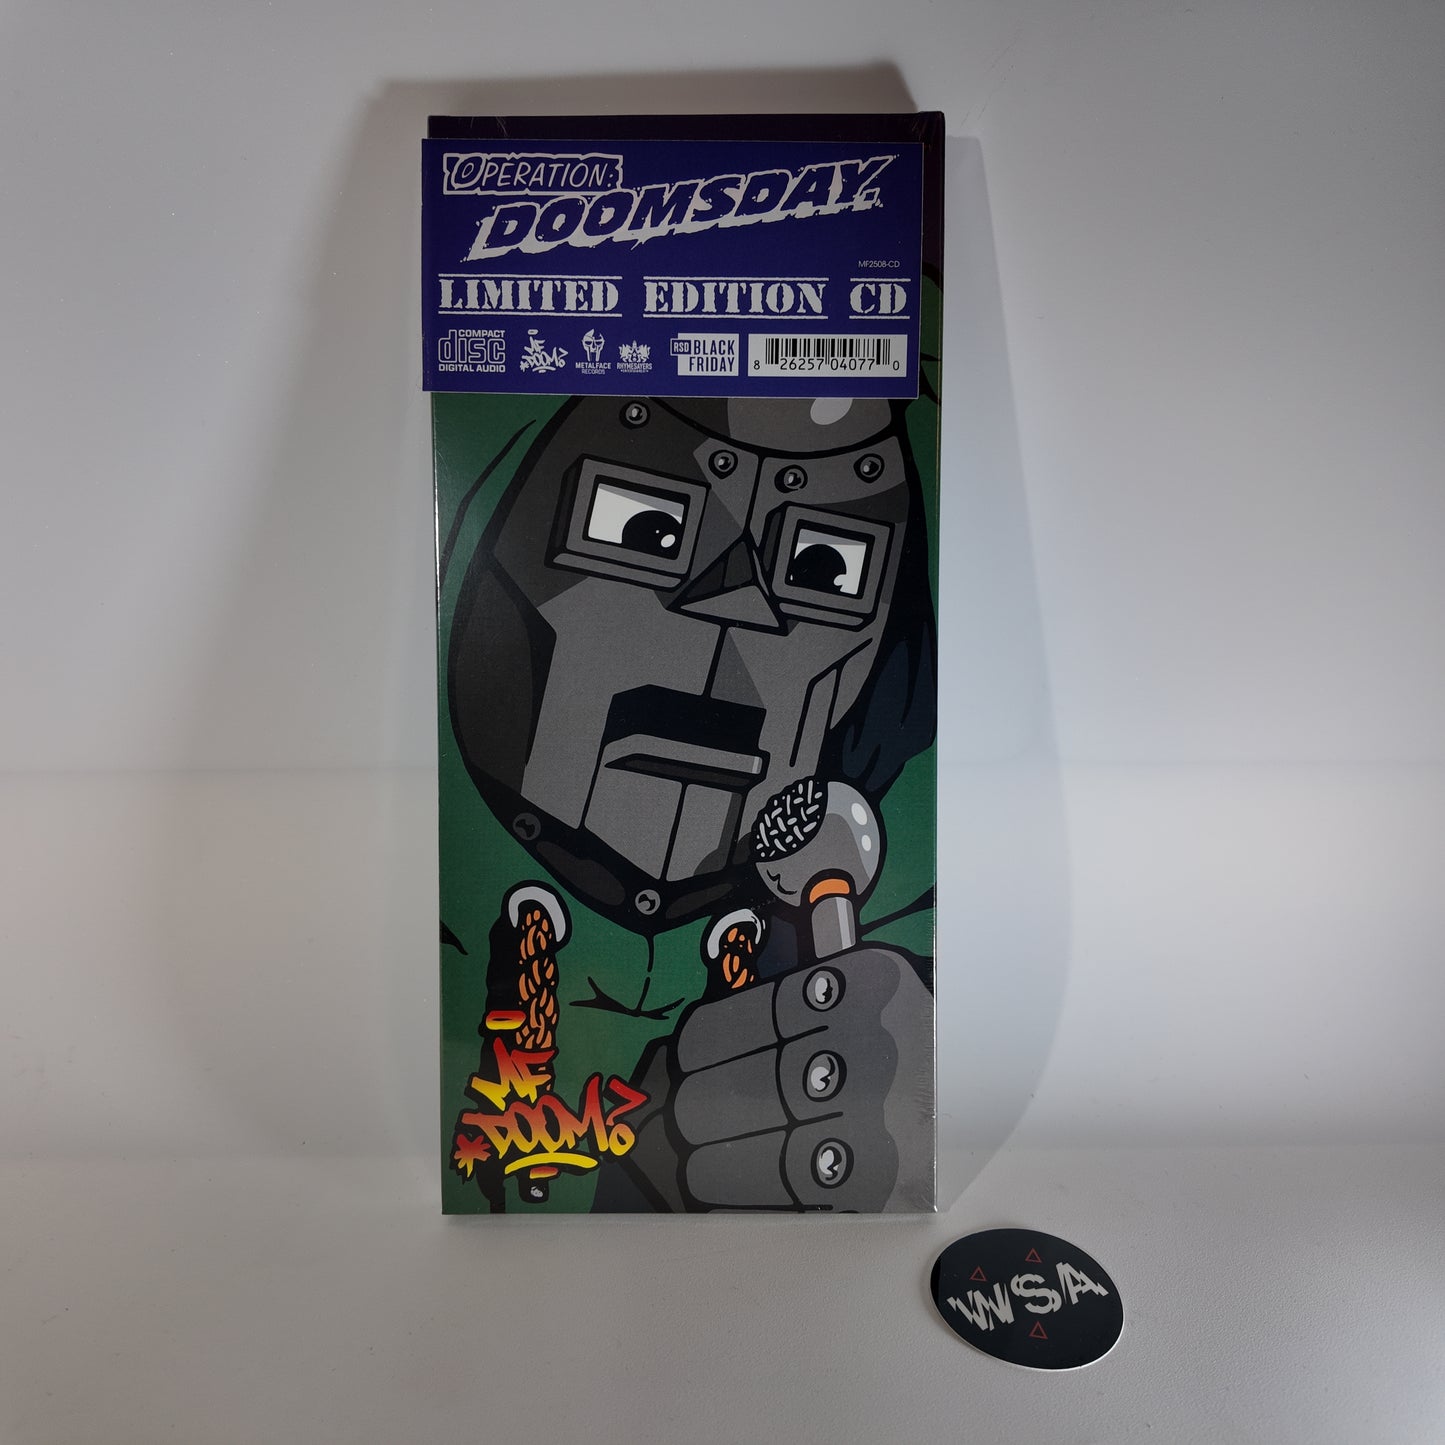 OPERATION:
DOOMSDAY.
MF2508-CD
LIMITED EDITION CD
COMPACT
disc
DIGITAL AUDIO
MF
DOOM
METALFACE
RECORDS
RHYMESAYERS
ENTERTAINMENT
RSD BLACK
FRIDAY
8 26257 04077 0
MF
*DOOM?
WSA